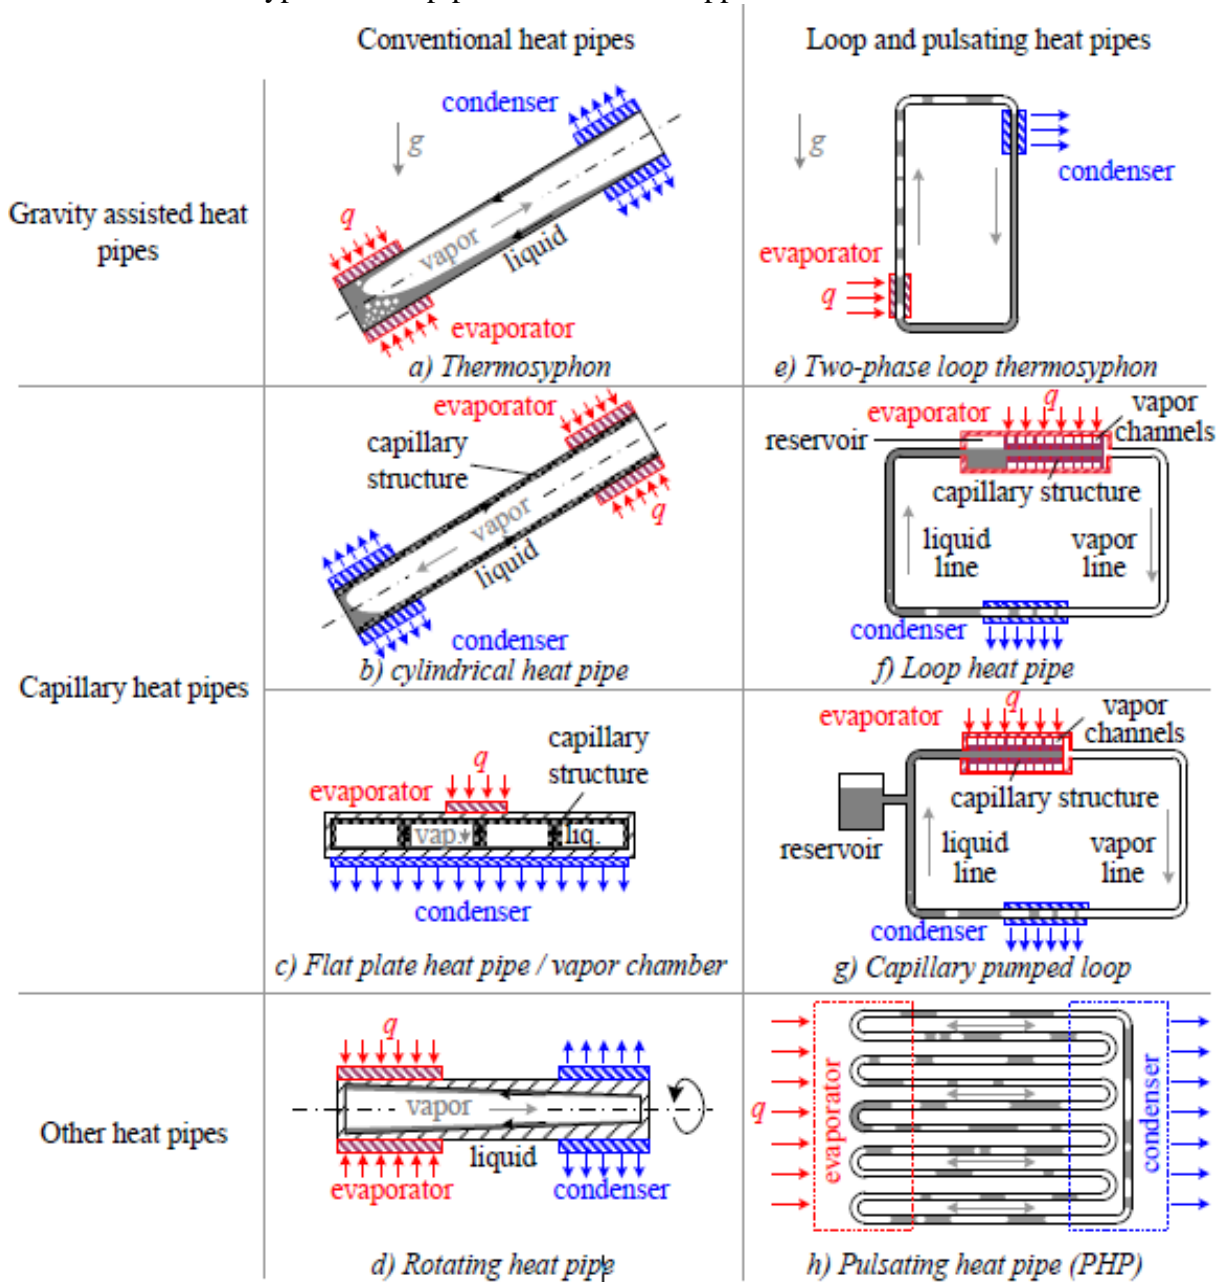 Conventional heat pipes
Loop and pulsating heat pipes
Gravity assisted heat
pipes
condenser
g
q
vapor
liquid
evaporator
a) Thermosyphon
g
condenser
evaporator
q
e) Two-phase loop thermosyphon
Capillary heat pipes
evaporator
q
capillary
structure
vapor
liquid
condenser
b) cylindrical heat pipe
evaporator
q
vapor
channels
reservoir
capillary structure
liquid
line
vapor
line
condenser
f) Loop heat pipe
capillary
structure
q
evaporator
vap.
liq.
condenser
c) Flat plate heat pipe / vapor chamber
q
evaporator
vapor
channels
capillary structure
reservoir
liquid
line
vapor
line
condenser
g) Capillary pumped loop
Other heat pipes
q
vapor
liquid
evaporator
condenser
d) Rotating heat pipe
q
evaporator
condenser
h) Pulsating heat pipe (PHP)